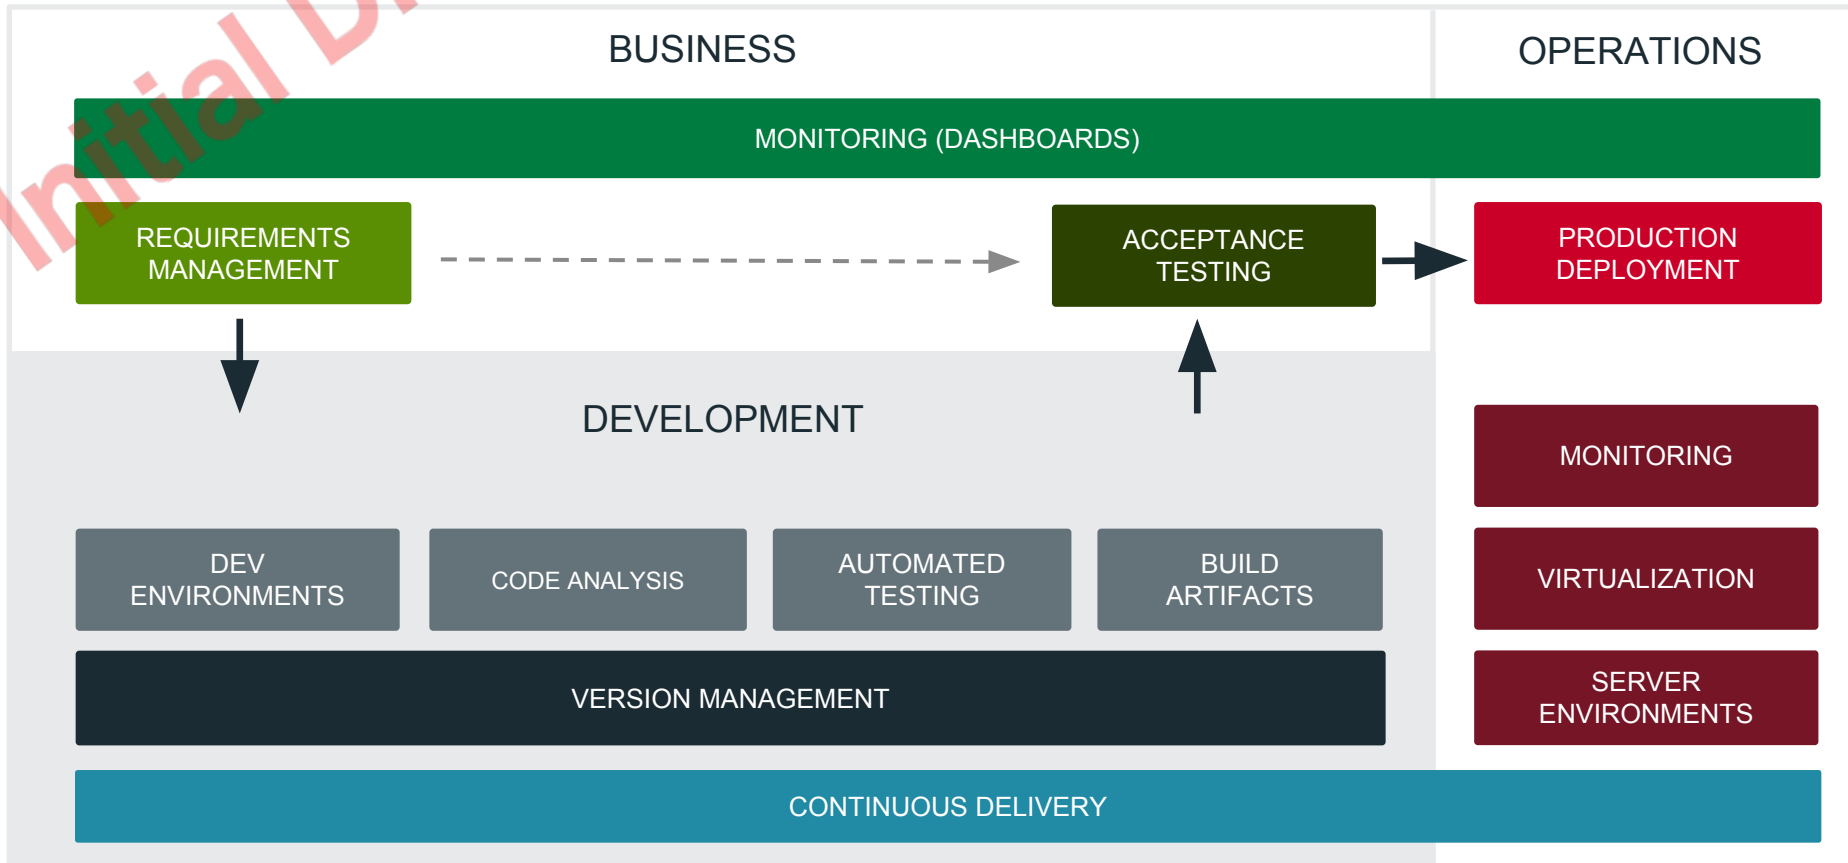 BUSINESS
OPERATIONS
MONITORING (DASHBOARDS)
Initial
REQUIREMENTS
MANAGEMENT
ACCEPTANCE
TESTING
PRODUCTION
DEPLOYMENT
DEVELOPMENT
MONITORING
DEV
ENVIRONMENTS
CODE ANALYSIS
AUTOMATED
TESTING
BUILD
ARTIFACTS
VIRTUALIZATION
VERSION MANAGEMENT
SERVER
ENVIRONMENTS
CONTINUOUS DELIVERY